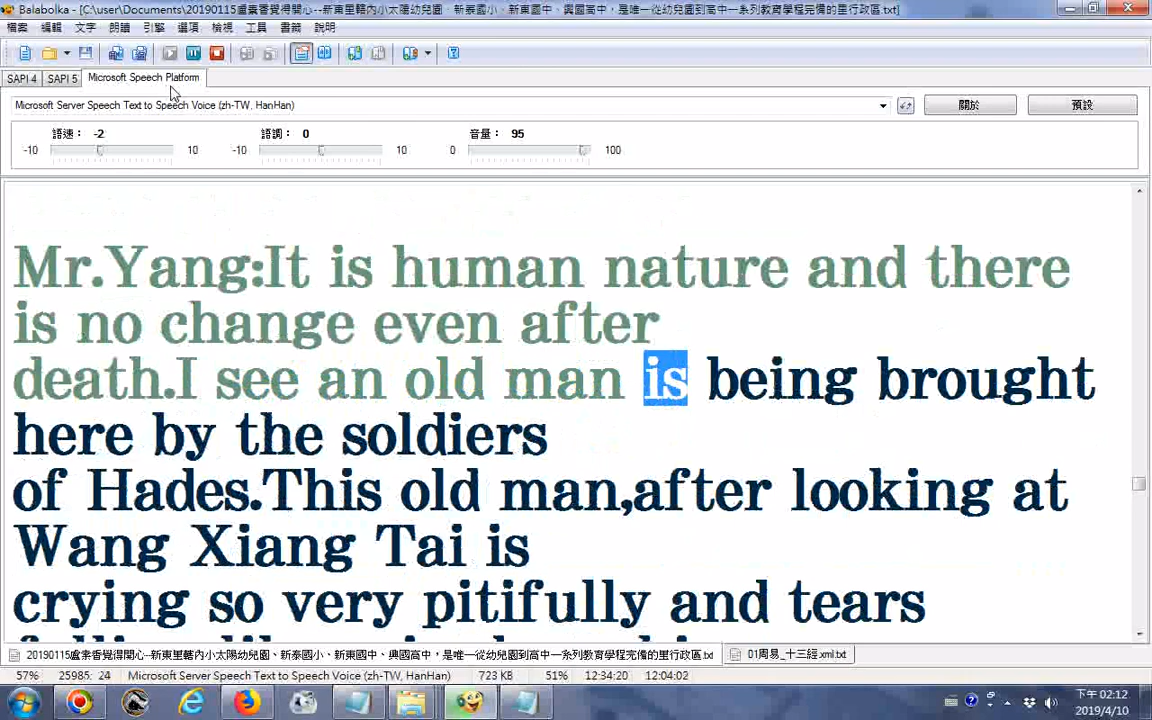 Balabolka - [C:\user\Documents\20190115盧素香覺得開心--新東里轄內小太陽幼兒園、新泰國小、新東國中、興國高中，是唯一從幼兒園到高中一系列教育學程完備的里行政區.txt]
檔案 編輯 文字 朗讀 引擎 選項 檢視 工具 書籤 說明
SAPI 4 SAPI 5 Microsoft Speech Platform
Microsoft Server Speech Text to Speech Voice (zh-TW, HanHan) 關於 預設
語速： -2 語調： 0 音量： 95
-10 10 -10 10 0 100
Mr.Yang:It is human nature and there
is no change even after
death.I see an old man is being brought
here by the soldiers
of Hades.This old man,after looking at
Wang Xiang Tai is
crying so very pitifully and tears
20190115盧素香覺得開心--新東里轄內小太陽幼兒園、新泰國小、新東國中、興國高中，是唯一從幼兒園到高中一系列教育學程完備的里行政區.txt 01周易_十三經.xml.txt
57% 25985: 24 Microsoft Server Speech Text to Speech Voice (zh-TW, HanHan) 723 KB 51% 12:34:20 12:04:02
下午 02:12
2019/4/10